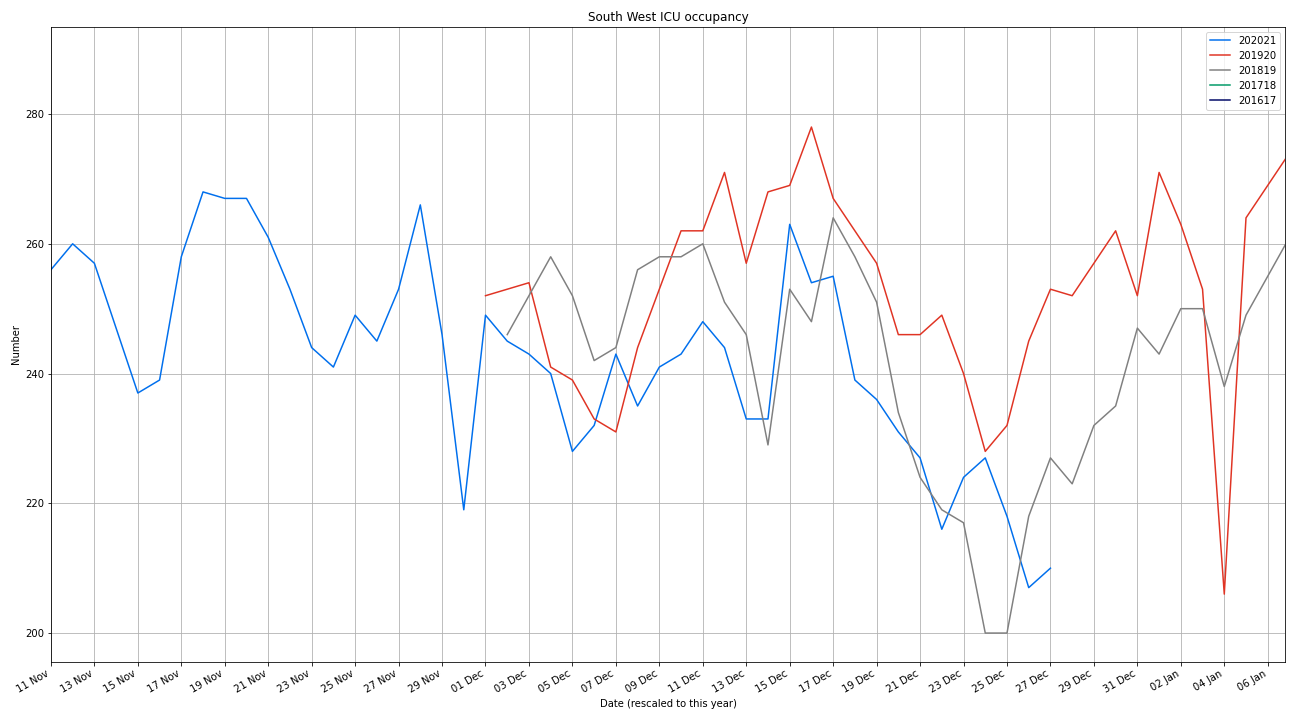 South West ICU occupancy
202021
201920
201819
201718
201617
Number
280
260
240
220
200
11 Nov
13 Nov
15 Nov
17 Nov
19 Nov
21 Nov
23 Nov
25 Nov
27 Nov
29 Nov
01 Dec
03 Dec
05 Dec
07 Dec
09 Dec
11 Dec
13 Dec
15 Dec
17 Dec
19 Dec
21 Dec
23 Dec
25 Dec
27 Dec
29 Dec
31 Dec
02 Jan
04 Jan
06 Jan
Date (rescaled to this year)